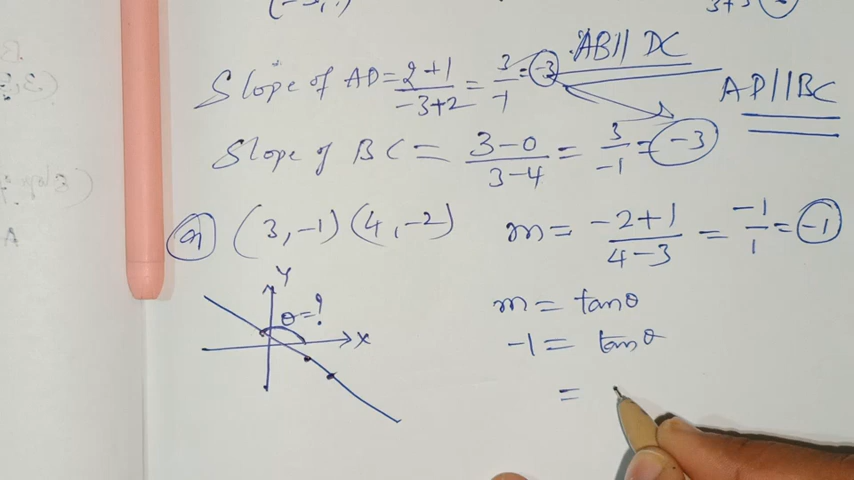 Slope of AD = 2+1/-3+2 = 3/-1 = -3
AB || DC
AD || BC
Slope of BC = 3-0/3-4 = 3/-1 = -3
(3,-1) (4,-2) m = -2+1/4-3 = -1/1 = -1
Y
θ=?
X
m = tanθ
-1 = tanθ
=